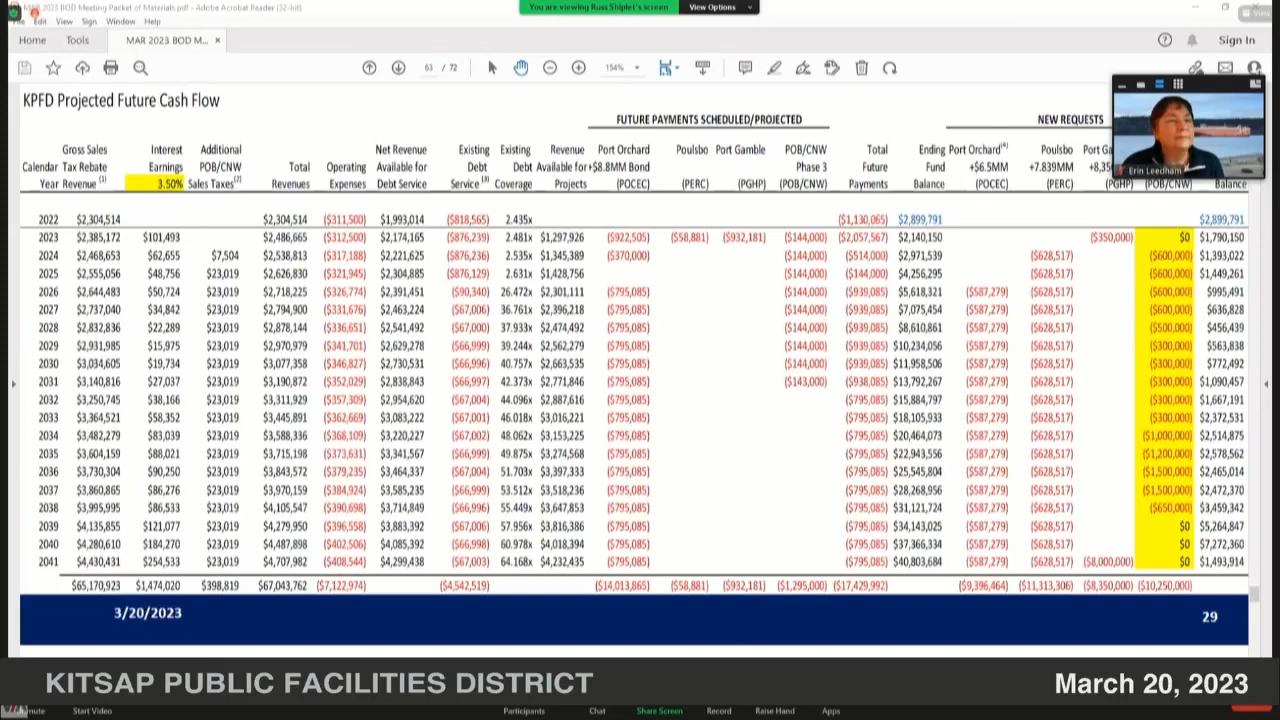 MAR 2023 BOD Meeting Packet of Materials.pdf - Adobe Acrobat Reader (32-bit)
You are viewing Russ Shiplet's screen View Options
File Edit View Sign Window Help
View
Home Tools MAR 2023 BOD M... × Sign In
63 / 72 154%
KPFD Projected Future Cash Flow
FUTURE PAYMENTS SCHEDULED/PROJECTED NEW REQUESTS
Gross Sales Interest Additional Net Revenue Existing Existing Revenue Port Orchard Poulsbo Port Gamble POB/CNW Total Ending Port Orchard(4) Poulsbo Port Ga
Calendar Tax Rebate Earnings POB/CNW Total Operating Available for Debt Debt Available for +$8.8MM Bond Phase 3 Future Fund +$6.5MM +7.839MM +8,35
Year Revenue (1) 3.50% Sales Taxes(2) Revenues Expenses Debt Service Service (3) Coverage Projects (POCEC) (PERC) (PGHP) (POB/CNW) Payments Balance (POCEC) (PERC) (PGHP) (POB/CNW) Balance
Erin Leedham
2022 $2,304,514 $2,304,514 ($311,500) $1,993,014 ($818,565) 2.435x ($1,130,065) $2,899,791 $2,899,791
2023 $2,385,172 $101,493 $2,486,665 ($312,500) $2,174,165 ($876,239) 2.481x $1,297,926 ($922,505) ($58,881) ($932,181) ($144,000) ($2,057,567) $2,140,150 ($350,000) $0 $1,790,150
2024 $2,468,653 $62,655 $7,504 $2,538,813 ($317,188) $2,221,625 ($876,236) 2.535x $1,345,389 ($370,000) ($144,000) ($514,000) $2,971,539 ($628,517) ($600,000) $1,393,022
2025 $2,555,056 $48,756 $23,019 $2,626,830 ($321,945) $2,304,885 ($876,129) 2.631x $1,428,756 ($144,000) ($144,000) $4,256,295 ($628,517) ($600,000) $1,449,261
2026 $2,644,483 $50,724 $23,019 $2,718,225 ($326,774) $2,391,451 ($90,340) 26.472x $2,301,111 ($795,085) ($144,000) ($939,085) $5,618,321 ($587,279) ($628,517) ($600,000) $995,491
2027 $2,737,040 $34,842 $23,019 $2,794,900 ($331,676) $2,463,224 ($67,006) 36.761x $2,396,218 ($795,085) ($144,000) ($939,085) $7,075,454 ($587,279) ($628,517) ($600,000) $636,828
2028 $2,832,836 $22,289 $23,019 $2,878,144 ($336,651) $2,541,492 ($67,000) 37.933x $2,474,492 ($795,085) ($144,000) ($939,085) $8,610,861 ($587,279) ($628,517) ($500,000) $456,439
2029 $2,931,985 $15,975 $23,019 $2,970,979 ($341,701) $2,629,278 ($66,999) 39.244x $2,562,279 ($795,085) ($144,000) ($939,085) $10,234,056 ($587,279) ($628,517) ($300,000) $563,838
2030 $3,034,605 $19,734 $23,019 $3,077,358 ($346,827) $2,730,531 ($66,996) 40.757x $2,663,535 ($795,085) ($144,000) ($939,085) $11,958,506 ($587,279) ($628,517) ($300,000) $772,492
2031 $3,140,816 $27,037 $23,019 $3,190,872 ($352,029) $2,838,843 ($66,997) 42.373x $2,771,846 ($795,085) ($143,000) ($938,085) $13,792,267 ($587,279) ($628,517) ($300,000) $1,090,457
2032 $3,250,745 $38,166 $23,019 $3,311,929 ($357,309) $2,954,620 ($67,004) 44.096x $2,887,616 ($795,085) ($795,085) $15,884,797 ($587,279) ($628,517) ($300,000) $1,667,191
2033 $3,364,521 $58,352 $23,019 $3,445,891 ($362,669) $3,083,222 ($67,001) 46.018x $3,016,221 ($795,085) ($795,085) $18,105,933 ($587,279) ($628,517) ($300,000) $2,372,531
2034 $3,482,279 $83,039 $23,019 $3,588,336 ($368,109) $3,220,227 ($67,002) 48.062x $3,153,225 ($795,085) ($795,085) $20,464,073 ($587,279) ($628,517) ($1,000,000) $2,514,875
2035 $3,604,159 $88,021 $23,019 $3,715,198 ($373,631) $3,341,567 ($66,999) 49.875x $3,274,568 ($795,085) ($795,085) $22,943,556 ($587,279) ($628,517) ($1,200,000) $2,578,562
2036 $3,730,304 $90,250 $23,019 $3,843,572 ($379,235) $3,464,337 ($67,004) 51.703x $3,397,333 ($795,085) ($795,085) $25,545,804 ($587,279) ($628,517) ($1,500,000) $2,465,014
2037 $3,860,865 $86,276 $23,019 $3,970,159 ($384,924) $3,585,235 ($66,999) 53.512x $3,518,236 ($795,085) ($795,085) $28,268,956 ($587,279) ($628,517) ($1,500,000) $2,472,370
2038 $3,995,995 $86,533 $23,019 $4,105,547 ($390,698) $3,714,849 ($66,997) 55.449x $3,647,853 ($795,085) ($795,085) $31,121,724 ($587,279) ($628,517) ($650,000) $3,459,342
2039 $4,135,855 $121,077 $23,019 $4,279,950 ($396,558) $3,883,392 ($67,006) 57.956x $3,816,386 ($795,085) ($795,085) $34,143,025 ($587,279) ($628,517) $0 $5,264,847
2040 $4,280,610 $184,270 $23,019 $4,487,898 ($402,506) $4,085,392 ($66,998) 60.978x $4,018,394 ($795,085) ($795,085) $37,366,334 ($587,279) ($628,517) $0 $7,272,360
2041 $4,430,431 $254,533 $23,019 $4,707,982 ($408,544) $4,299,438 ($67,003) 64.168x $4,232,435 ($795,085) ($795,085) $40,803,684 ($587,279) ($628,517) ($8,000,000) $0 $1,493,914
$65,170,923 $1,474,020 $398,819 $67,043,762 ($7,122,974) ($4,542,519) ($14,013,865) ($58,881) ($932,181) ($1,295,000) ($17,429,992) ($9,396,464) ($11,313,306) ($8,350,000) ($10,250,000)
3/20/2023 29
KITSAP PUBLIC FACILITIES DISTRICT March 20, 2023
Start Video Participants Chat Share Screen Record Raise Hand Apps